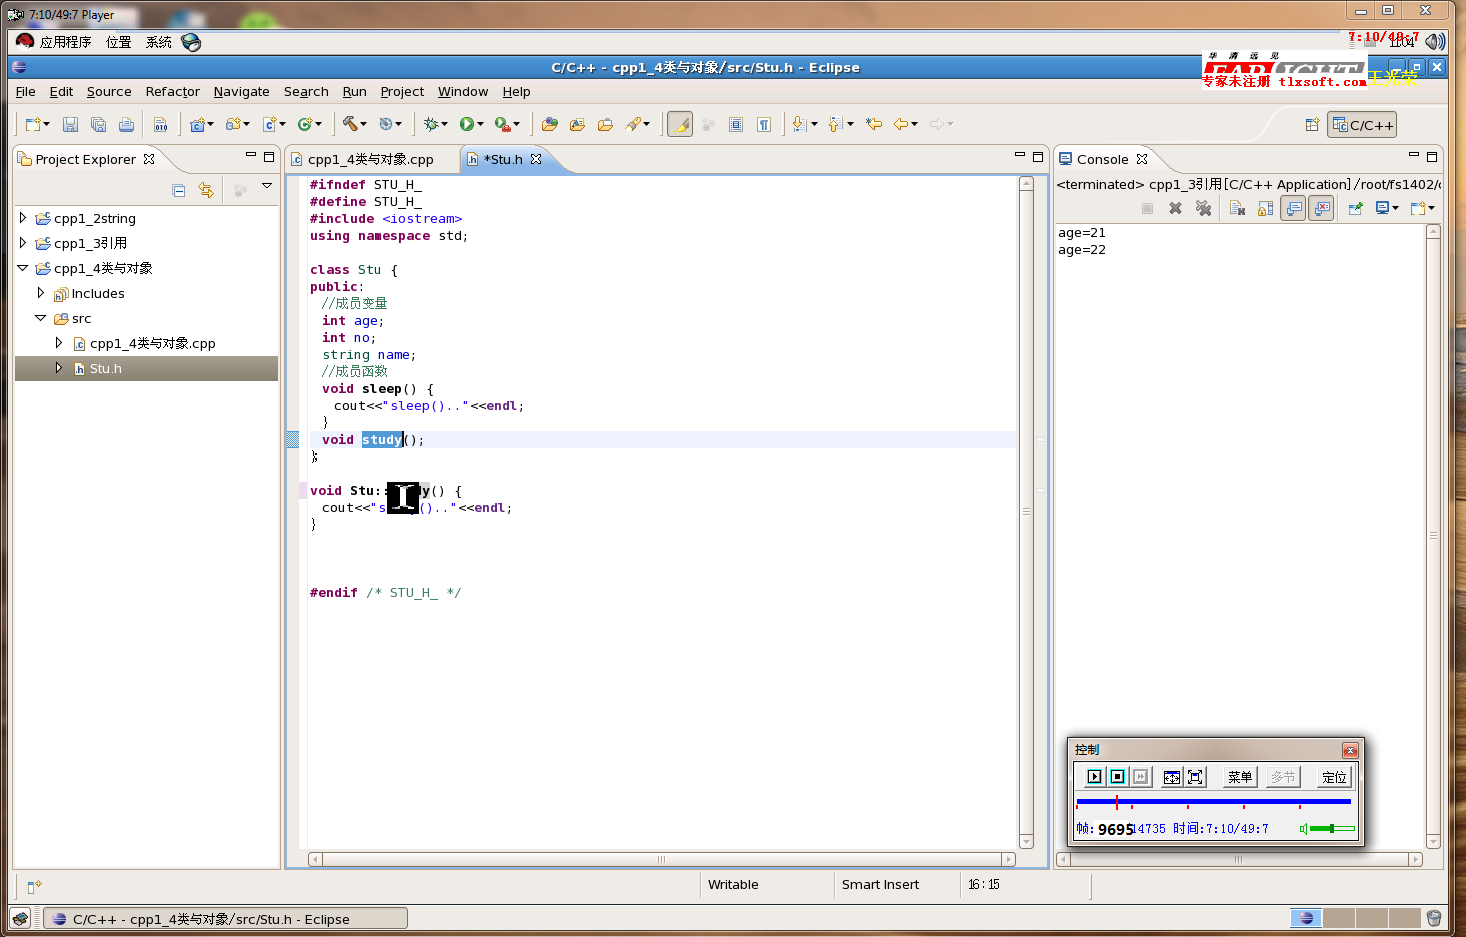 7:10/49:7 Player
应用程序 位置 系统
7:10/49:7
华清远见
FARSIGHT
专家未注册 tlxsoft.com 王光荣
C/C++ - cpp1_4类与对象/src/Stu.h - Eclipse
File Edit Source Refactor Navigate Search Run Project Window Help
C/C++
Project Explorer
cpp1_2string
cpp1_3引用
cpp1_4类与对象
Includes
src
cpp1_4类与对象.cpp
Stu.h
cpp1_4类与对象.cpp *Stu.h
#ifndef STU_H_
#define STU_H_
#include <iostream>
using namespace std;
class Stu {
public:
//成员变量
int age;
int no;
string name;
//成员函数
void sleep() {
cout<<"sleep().."<<endl;
}
void study();
};
void Stu:: y() {
cout<<"s ().."<<endl;
}
#endif /* STU_H_ */
Console
<terminated> cpp1_3引用[C/C++ Application]/root/fs1402/
age=21
age=22
控制
菜单 多节 定位
帧: 9695 14735 时间:7:10/49:7
Writable Smart Insert 16:15
C/C++ - cpp1_4类与对象/src/Stu.h - Eclipse